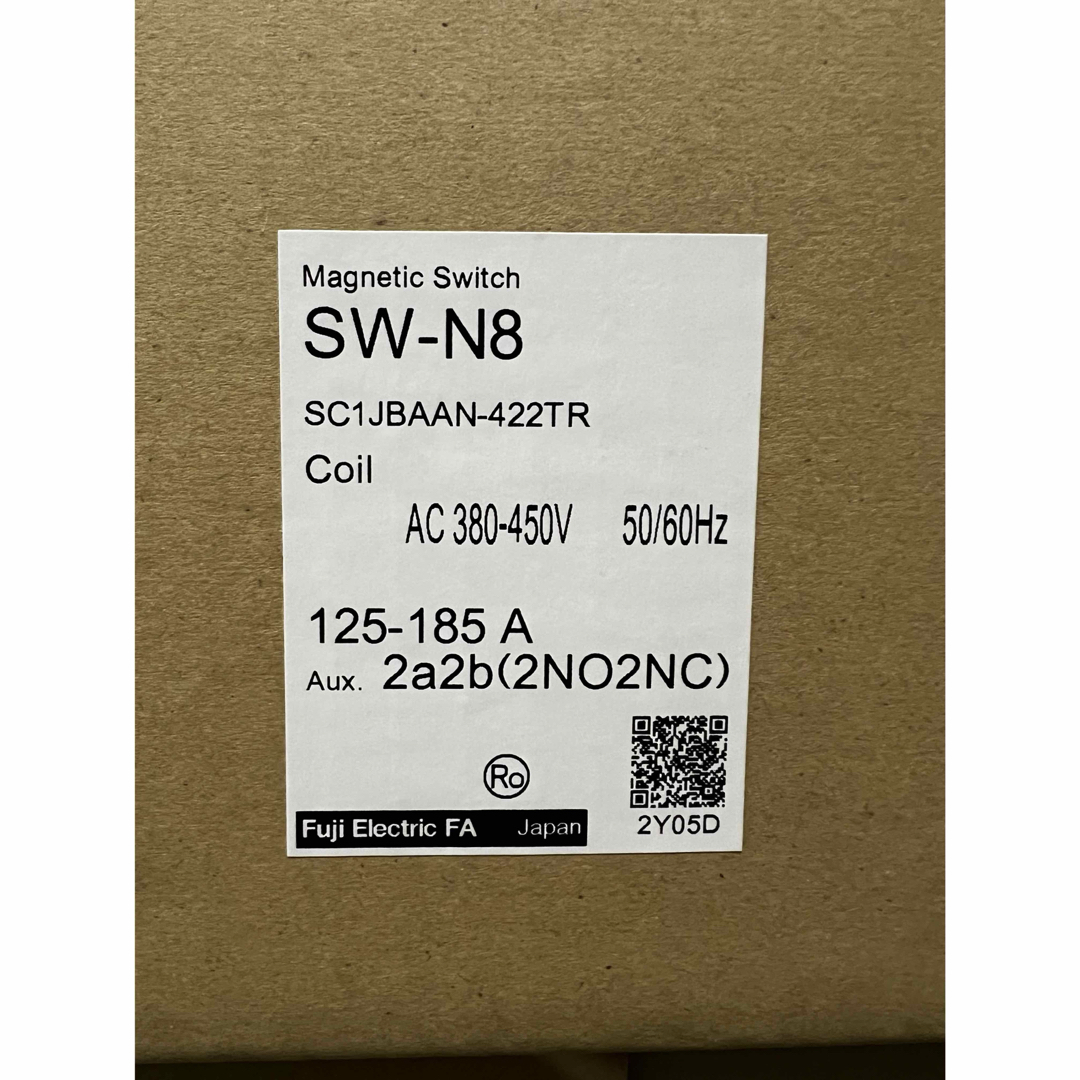 Magnetic Switch
SW-N8
SC1JBAAN-422TR
Coil
AC 380-450V 50/60Hz
125-185 A
Aux. 2a2b(2NO2NC)
Ro
Fuji Electric FA Japan
2Y05D